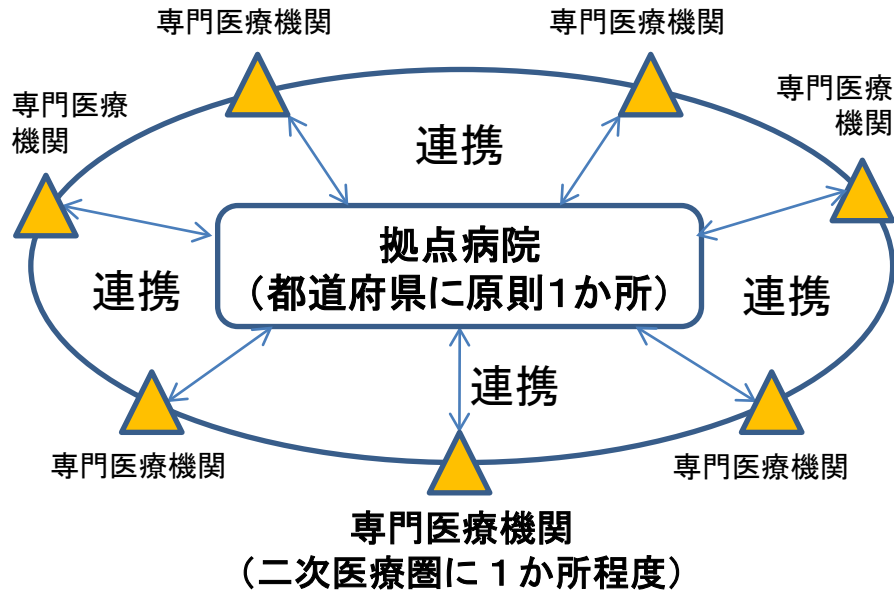 専門医療機関
専門医療機関
専門医療
機関
専門医療
機関
連携
拠点病院
(都道府県に原則1か所)
連携
連携
連携
専門医療機関
専門医療機関
専門医療機関
(二次医療圏に1か所程度)